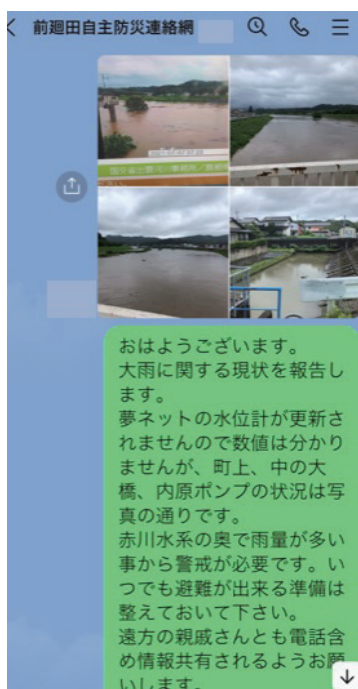 前廻田自主防災連絡網
おはようございます。
大雨に関する現状を報告し
ます。
夢ネットの水位計が更新さ
れませんので数値は分かり
ませんが、町上、中の大
橋、内原ポンプの状況は写
真の通りです。
赤川水系の奥で雨量が多い
事から警戒が必要です。い
つでも避難が出来る準備は
整えておいて下さい。
遠方の親戚さんとも電話含
め情報共有されるようお願
いします。